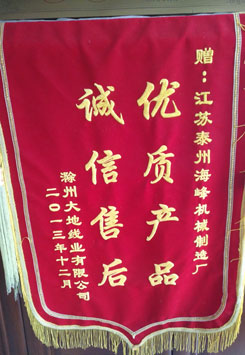 赠：江苏泰州海峰机械制造厂
优质产品
诚信售后
滁州大地线业有限公司
二〇一三年十二月